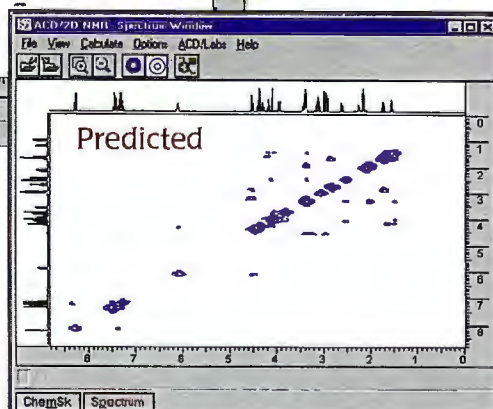 ACD/2D NMR Spectrum Window
File View Calculate Options ACD/Labs Help
Predicted
0
1
2
3
4
5
6
7
8
8 7 6 5 4 3 2 1 0
ChemSk Spectrum